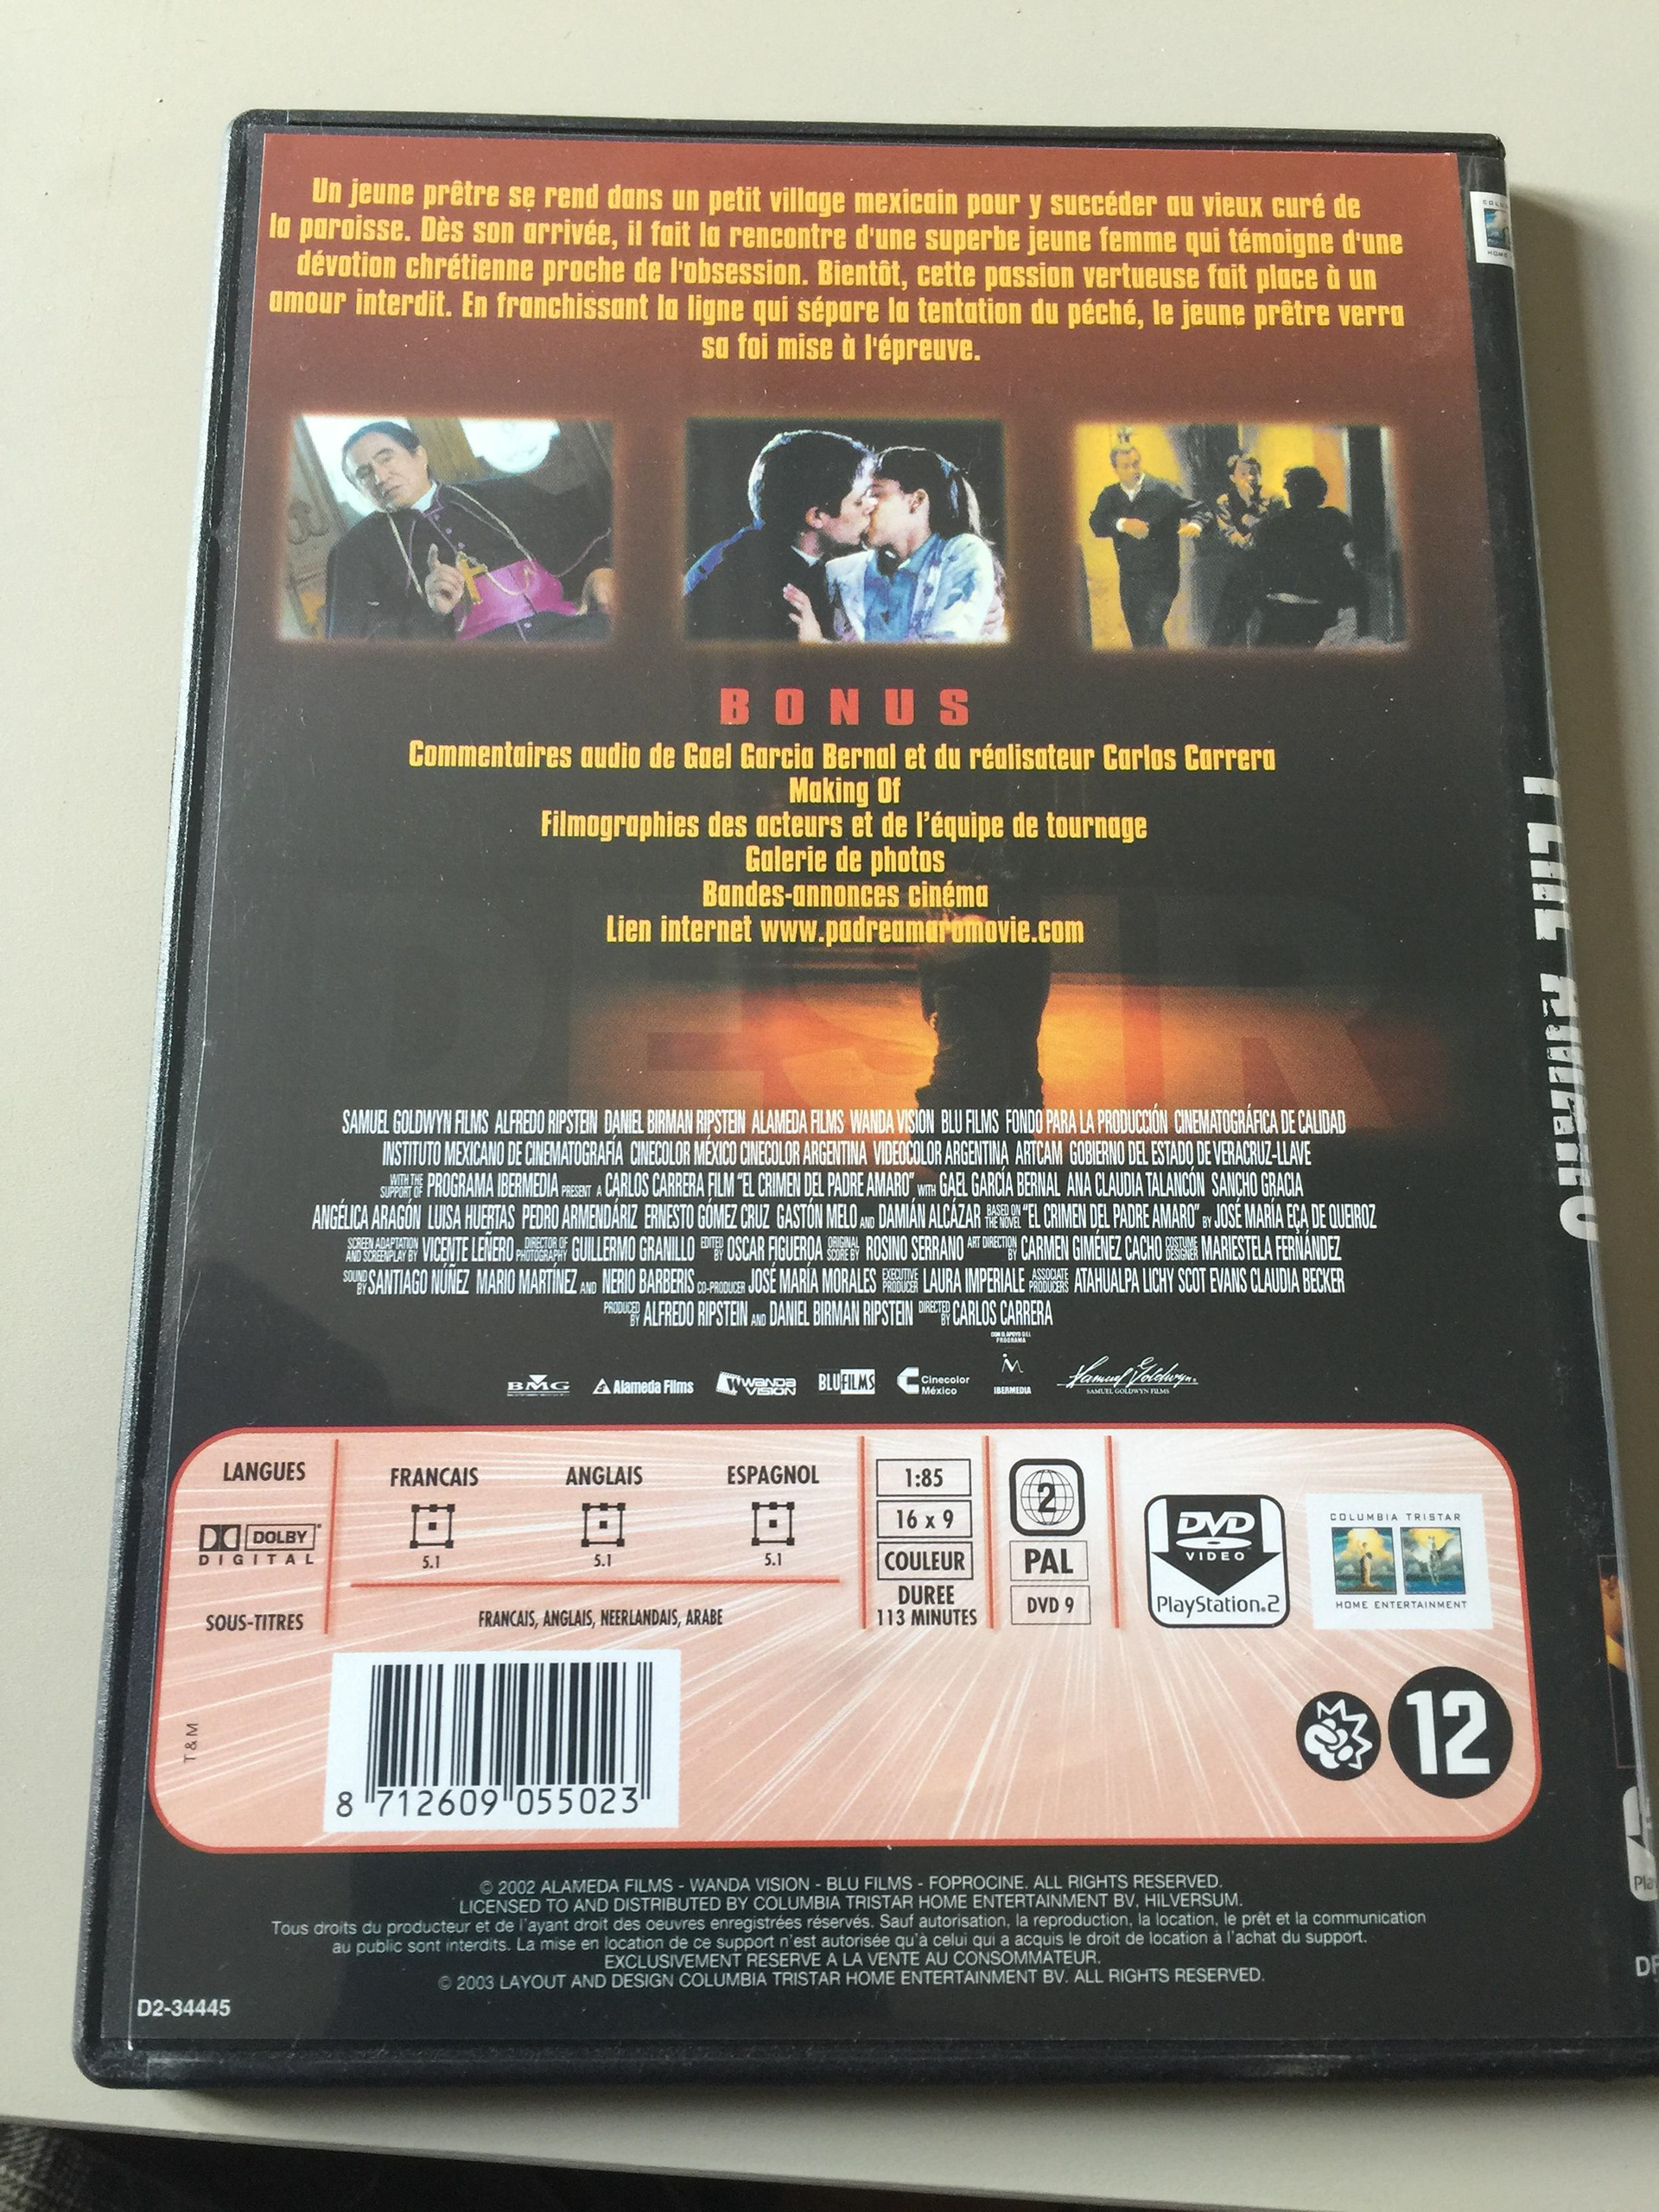 Un jeune prêtre se rend dans un petit village mexicain pour y succéder au vieux curé de
la paroisse. Dès son arrivée, il fait la rencontre d'une superbe jeune femme qui témoigne d'une
dévotion chrétienne proche de l'obsession. Bientôt, cette passion vertueuse fait place à un
amour interdit. En franchissant la ligne qui sépare la tentation du péché, le jeune prêtre verra
sa foi mise à l'épreuve.
BONUS
Commentaires audio de Gael Garcia Bernal et du réalisateur Carlos Carrera
Making Of
Filmographies des acteurs et de l'équipe de tournage
Galerie de photos
Bandes-annonces cinéma
Lien internet www.padreamaromovie.com
DESIR
SAMUEL GOLDWYN FILMS ALFREDO RIPSTEIN DANIEL BIRMAN RIPSTEIN ALAMEDA FILMS WANDA VISION BLU FILMS FONDO PARA LA PRODUCCIÓN CINEMATOGRÁFICA DE CALIDAD
INSTITUTO MEXICANO DE CINEMATOGRAFÍA CINECOLOR MÉXICO CINECOLOR ARGENTINA VIDEOCOLOR ARGENTINA ARTCAM GOBIERNO DEL ESTADO DE VERACRUZ-LLAVE
WITH THE SUPPORT OF PROGRAMA IBERMEDIA PRESENT A CARLOS CARRERA FILM "EL CRIMEN DEL PADRE AMARO" WITH GAEL GARCÍA BERNAL ANA CLAUDIA TALANCÓN SANCHO GRACIA
ANGÉLICA ARAGÓN LUISA HUERTAS PEDRO ARMENDÁRIZ ERNESTO GÓMEZ CRUZ GASTÓN MELO AND DAMIÁN ALCÁZAR BASED ON THE NOVEL "EL CRIMEN DEL PADRE AMARO" BY JOSÉ MARÍA EÇA DE QUEIROZ
SCREEN ADAPTATION AND SCREENPLAY BY VICENTE LEÑERO DIRECTOR OF PHOTOGRAPHY GUILLERMO GRANILLO EDITED BY OSCAR FIGUEROA ORIGINAL SCORE BY ROSINO SERRANO ART DIRECTION BY CARMEN GIMÉNEZ CACHO COSTUME DESIGNER MARIESTELA FERNÁNDEZ
SOUND BY SANTIAGO NÚÑEZ MARIO MARTÍNEZ AND NERIO BARBERIS CO-PRODUCER JOSÉ MARÍA MORALES EXECUTIVE PRODUCER LAURA IMPERIALE ASSOCIATE PRODUCERS ATAHUALPA LICHY SCOT EVANS CLAUDIA BECKER
PRODUCED BY ALFREDO RIPSTEIN AND DANIEL BIRMAN RIPSTEIN DIRECTED BY CARLOS CARRERA
CON EL APOYO DEL PROGRAMA
BMG Alameda Films WANDA VISION BLU FILMS Cinecolor México IBERMEDIA Samuel Goldwyn SAMUEL GOLDWYN FILMS
LANGUES FRANCAIS ANGLAIS ESPAGNOL
DOLBY DIGITAL 5.1 5.1 5.1
SOUS-TITRES FRANCAIS, ANGLAIS, NEERLANDAIS, ARABE
1:85
16 x 9
COULEUR
DUREE
113 MINUTES
2
PAL
DVD 9
DVD
VIDEO
PlayStation.2
COLUMBIA TRISTAR
HOME ENTERTAINMENT
T & M
8 712609 055023
12
© 2002 ALAMEDA FILMS - WANDA VISION - BLU FILMS - FOPROCINE. ALL RIGHTS RESERVED.
LICENSED TO AND DISTRIBUTED BY COLUMBIA TRISTAR HOME ENTERTAINMENT BV, HILVERSUM.
Tous droits du producteur et de l'ayant droit des oeuvres enregistrées réservés. Sauf autorisation, la reproduction, la location, le prêt et la communication
au public sont interdits. La mise en location de ce support n'est autorisée qu'à celui qui a acquis le droit de location à l'achat du support.
EXCLUSIVEMENT RESERVE A LA VENTE AU CONSOMMATEUR.
© 2003 LAYOUT AND DESIGN COLUMBIA TRISTAR HOME ENTERTAINMENT BV. ALL RIGHTS RESERVED.
D2-34445